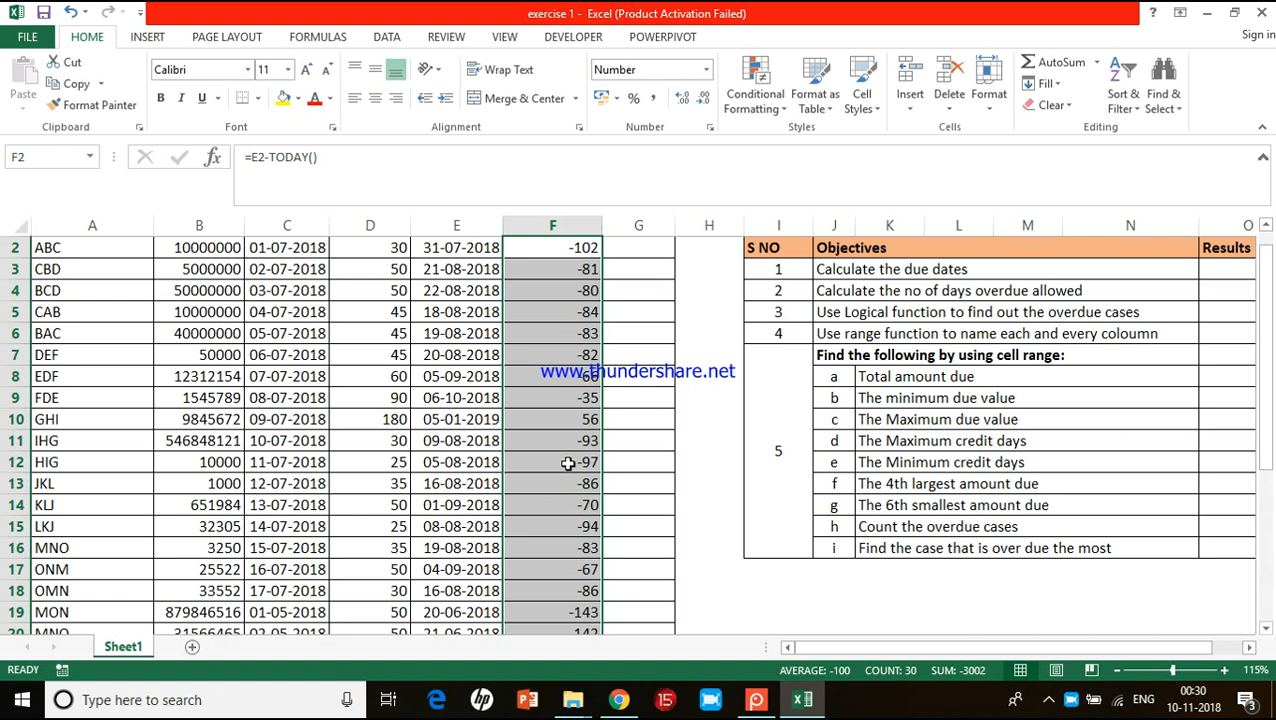 exercise 1 - Excel (Product Activation Failed)
Sign in
FILE HOME INSERT PAGE LAYOUT FORMULAS DATA REVIEW VIEW DEVELOPER POWERPIVOT
Paste Cut Copy Format Painter
Clipboard
Calibri 11
B I U A
Font
Wrap Text
Merge & Center
Alignment
Number
%
Number
Conditional Formatting Format as Table Cell Styles
Styles
Insert Delete Format
Cells
AutoSum
Fill
Clear
Sort & Filter Find & Select
Editing
F2 fx =E2-TODAY()
A B C D E F G H I J K L M N O
2 ABC 10000000 01-07-2018 30 31-07-2018 -102 S NO Objectives Results
3 CBD 5000000 02-07-2018 50 21-08-2018 -81 1 Calculate the due dates
4 BCD 50000000 03-07-2018 50 22-08-2018 -80 2 Calculate the no of days overdue allowed
5 CAB 10000000 04-07-2018 45 18-08-2018 -84 3 Use Logical function to find out the overdue cases
6 BAC 40000000 05-07-2018 45 19-08-2018 -83 4 Use range function to name each and every coloumn
7 DEF 50000 06-07-2018 45 20-08-2018 -82 Find the following by using cell range:
www.thundershare.net
8 EDF 12312154 07-07-2018 60 05-09-2018 -66 a Total amount due
9 FDE 1545789 08-07-2018 90 06-10-2018 -35 b The minimum due value
10 GHI 9845672 09-07-2018 180 05-01-2019 56 c The Maximum due value
11 IHG 546848121 10-07-2018 30 09-08-2018 -93 d The Maximum credit days
5
12 HIG 10000 11-07-2018 25 05-08-2018 -97 e The Minimum credit days
13 JKL 1000 12-07-2018 35 16-08-2018 -86 f The 4th largest amount due
14 KLJ 651984 13-07-2018 50 01-09-2018 -70 g The 6th smallest amount due
15 LKJ 32305 14-07-2018 25 08-08-2018 -94 h Count the overdue cases
16 MNO 3250 15-07-2018 35 19-08-2018 -83 i Find the case that is over due the most
17 ONM 25522 16-07-2018 50 04-09-2018 -67
18 OMN 33552 17-07-2018 30 16-08-2018 -86
19 MON 879846516 01-05-2018 50 20-06-2018 -143
20 MNO 31566465 02-05-2018 50 21-06-2018 -142
Sheet1
READY AVERAGE: -100 COUNT: 30 SUM: -3002 115%
Type here to search
hp
15
ENG
00:30
10-11-2018
3